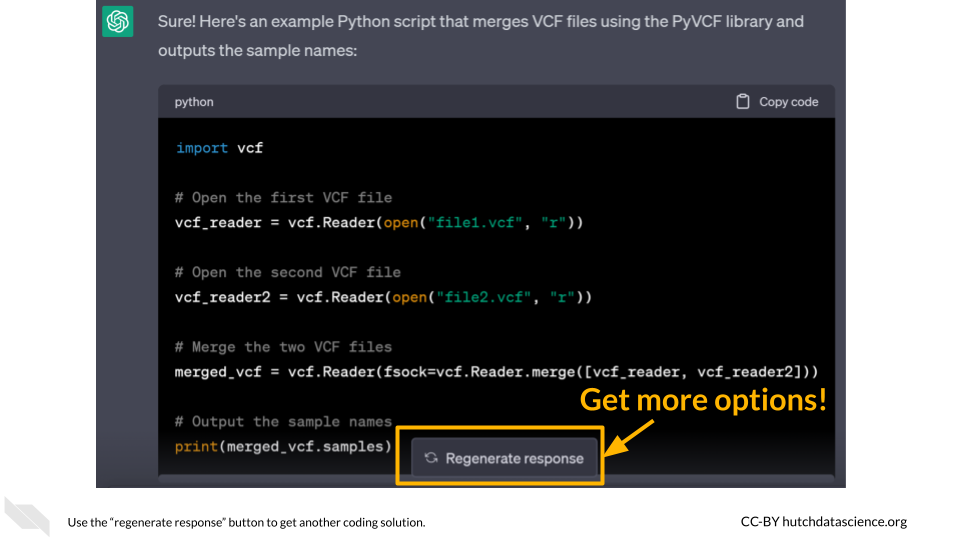 Sure! Here's an example Python script that merges VCF files using the PyVCF library and
outputs the sample names:
python
Copy code
import vcf
# Open the first VCF file
vcf_reader = vcf.Reader(open("file1.vcf", "r"))
# Open the second VCF file
vcf_reader2 = vcf.Reader(open("file2.vcf", "r"))
# Merge the two VCF files
merged_vcf = vcf.Reader(fsock=vcf.Reader.merge([vcf_reader, vcf_reader2]))
Get more options!
# Output the sample names
print(merged_vcf.samples)
Regenerate response
Use the “regenerate response” button to get another coding solution.
CC-BY hutchdatascience.org